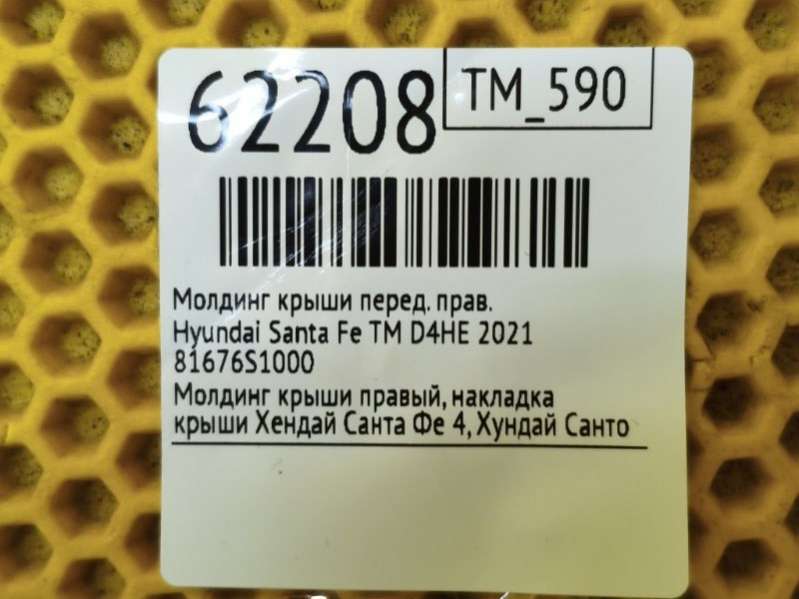 62208
TM_590
Молдинг крыши перед. прав.
Hyundai Santa Fe TM D4HE 2021
81676S1000
Молдинг крыши правый, накладка
крыши Хендай Санта Фе 4, Хундай Санто